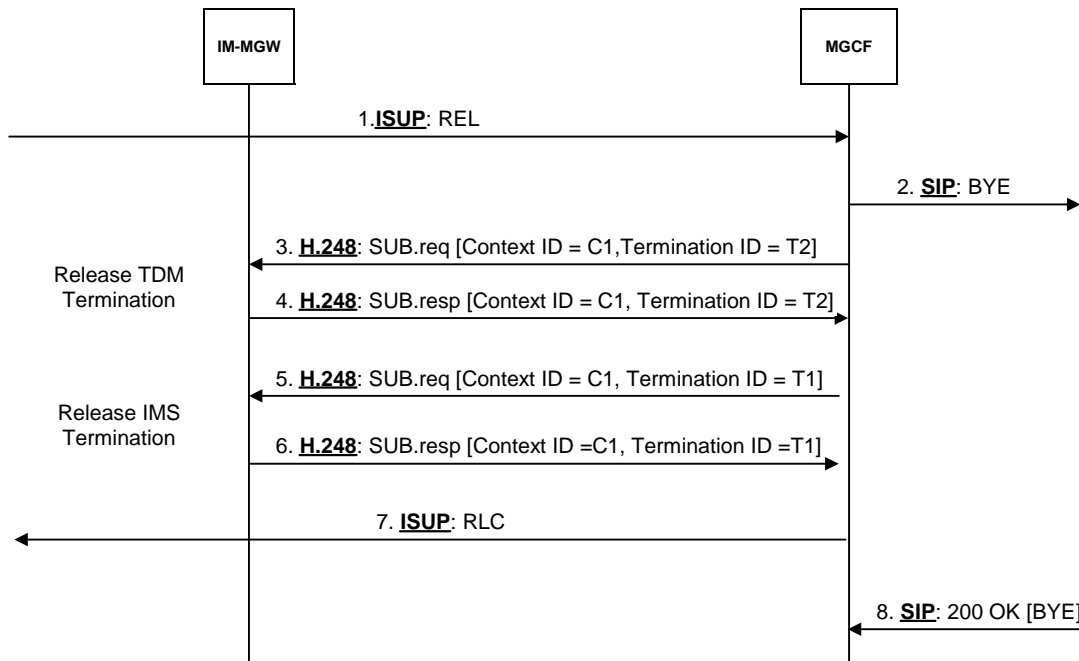 IM-MGW
MGCF
1.ISUP: REL
2. SIP: BYE
3. H.248: SUB.req [Context ID = C1,Termination ID = T2]
Release TDM
Termination
4. H.248: SUB.resp [Context ID = C1, Termination ID = T2]
5. H.248: SUB.req [Context ID = C1, Termination ID = T1]
Release IMS
Termination
6. H.248: SUB.resp [Context ID =C1, Termination ID =T1]
7. ISUP: RLC
8. SIP: 200 OK [BYE]